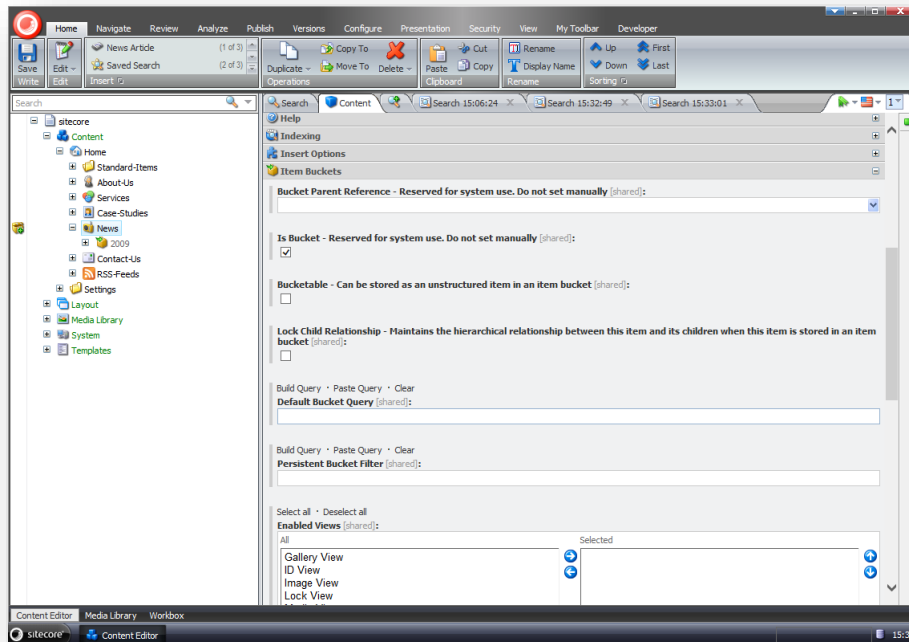 Home Navigate Review Analyze Publish Versions Configure Presentation Security View My Toolbar Developer
Save
Write
Edit
Edit
News Article (1 of 3)
Saved Search (2 of 3)
Insert
Duplicate
Copy To
Move To
Delete
Operations
Paste
Cut
Copy
Clipboard
Rename
Display Name
Rename
Up First
Down Last
Sorting
Search
sitecore
Content
Home
Standard-Items
About-Us
Services
Case-Studies
News
2009
Contact-Us
RSS-Feeds
Settings
Layout
Media Library
System
Templates
Search Content Search 15:06:24 Search 15:32:49 Search 15:33:01 1
Help
Indexing
Insert Options
Item Buckets
Bucket Parent Reference - Reserved for system use. Do not set manually [shared]:
Is Bucket - Reserved for system use. Do not set manually [shared]:
Bucketable - Can be stored as an unstructured item in an item bucket [shared]:
Lock Child Relationship - Maintains the hierarchical relationship between this item and its children when this item is stored in an item
bucket [shared]:
Build Query · Paste Query · Clear
Default Bucket Query [shared]:
Build Query · Paste Query · Clear
Persistent Bucket Filter [shared]:
Select all · Deselect all
Enabled Views [shared]:
All Selected
Gallery View
ID View
Image View
Lock View
Content Editor Media Library Workbox
sitecore Content Editor 15:3